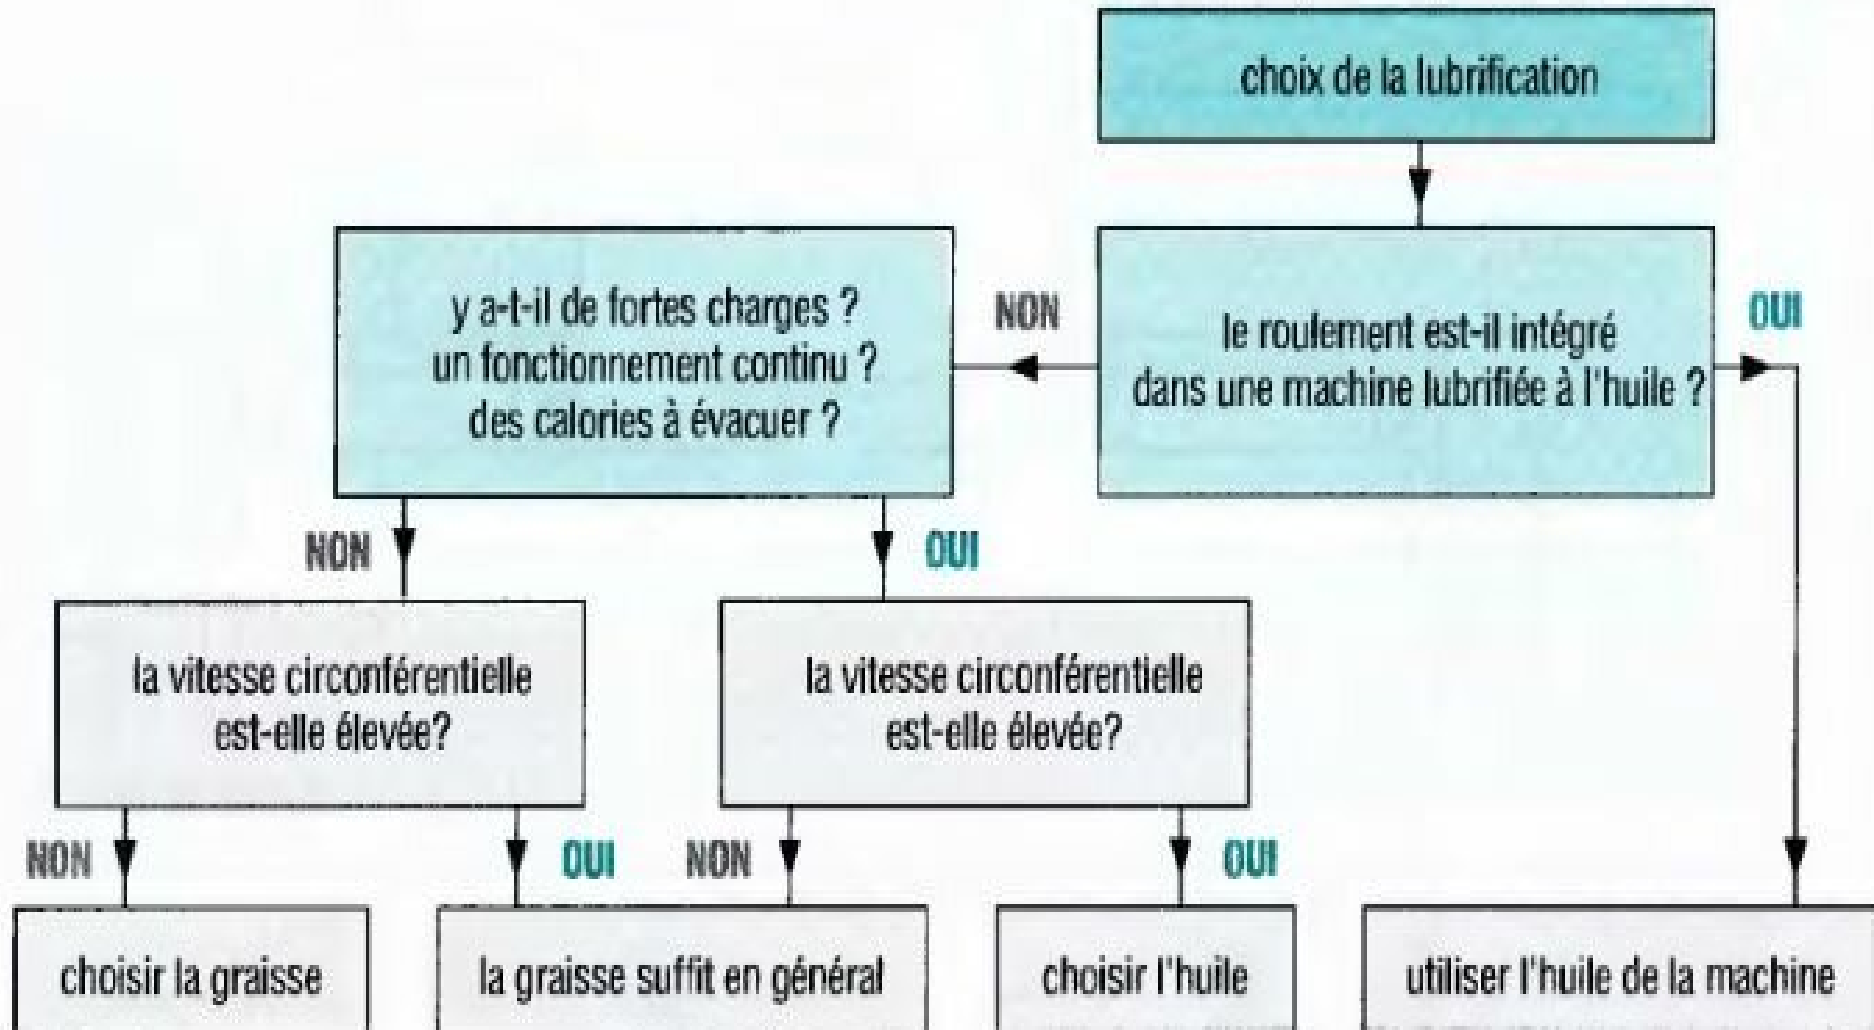 choix de la lubrification
y a-t-il de fortes charges ?
un fonctionnement continu ?
des calories à évacuer ?
NON
le roulement est-il intégré
dans une machine lubrifiée à l'huile ?
OUI
NON
OUI
la vitesse circonférentielle
est-elle élevée?
la vitesse circonférentielle
est-elle élevée?
NON
OUI
NON
OUI
choisir la graisse
la graisse suffit en général
choisir l'huile
utiliser l'huile de la machine